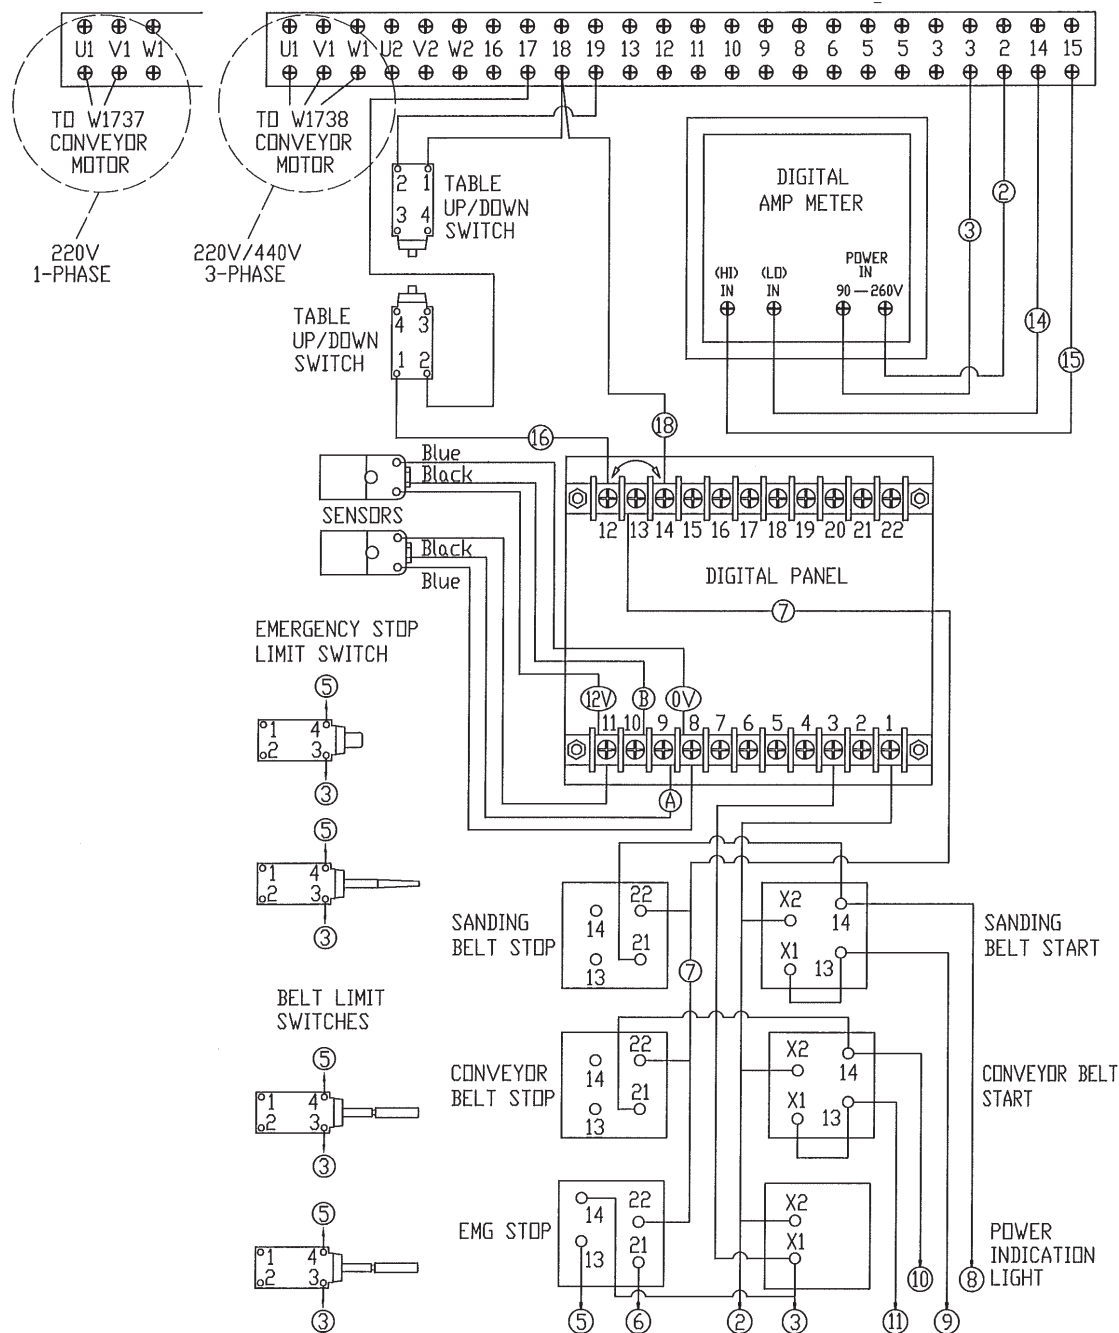 U1 V1 W1
U1 V1 W1 U2 V2 W2 16 17 18 19 13 12 11 10 9 8 6 5 5 3 3 2 14 15
TO W1737
CONVEYOR
MOTOR
TO W1738
CONVEYOR
MOTOR
220V
1-PHASE
220V/440V
3-PHASE
2 1
3 4
TABLE
UP/DOWN
SWITCH
TABLE
UP/DOWN
SWITCH
4 3
1 2
DIGITAL
AMP METER
(HI)
IN
(LO)
IN
POWER
IN
90—260V
2
3
14
15
16
18
Blue
Black
SENSORS
Black
Blue
12 13 14 15 16 17 18 19 20 21 22
DIGITAL PANEL
7
12V B 0V
11 10 9 8 7 6 5 4 3 2 1
A
EMERGENCY STOP
LIMIT SWITCH
5
1 4
2 3
3
5
1 4
2 3
3
BELT LIMIT
SWITCHES
5
1 4
2 3
3
5
1 4
2 3
3
SANDING
BELT STOP
22
14
21
13
7
X2
14
X1
13
SANDING
BELT START
CONVEYOR
BELT STOP
22
14
21
13
X2
14
X1
13
CONVEYOR BELT
START
EMG STOP
22
14
21
13
X2
X1
POWER
INDICATION
LIGHT
10 8
5 6 2 3 11 9